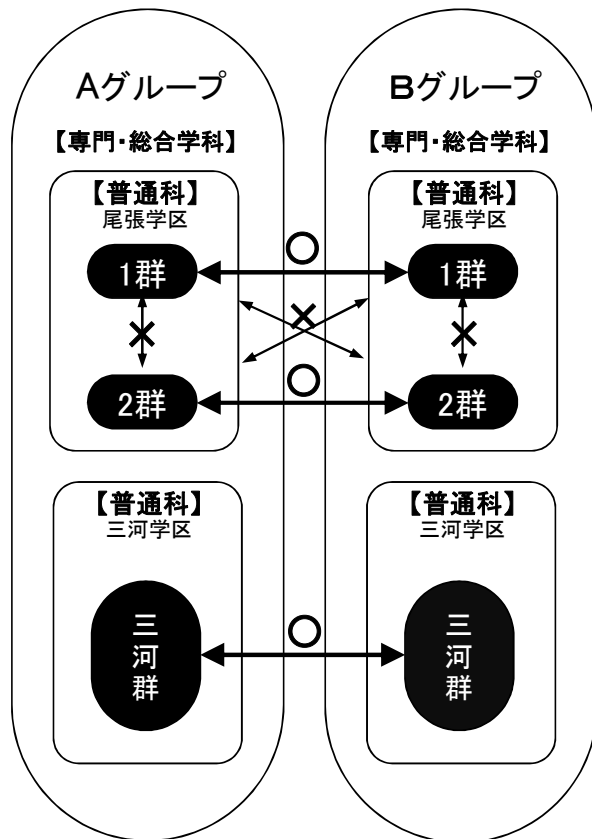 Aグループ
【専門・総合学科】
【普通科】
尾張学区
1群
×
2群
【普通科】
三河学区
三河群
○
×
○
○
Bグループ
【専門・総合学科】
【普通科】
尾張学区
1群
×
2群
【普通科】
三河学区
三河群